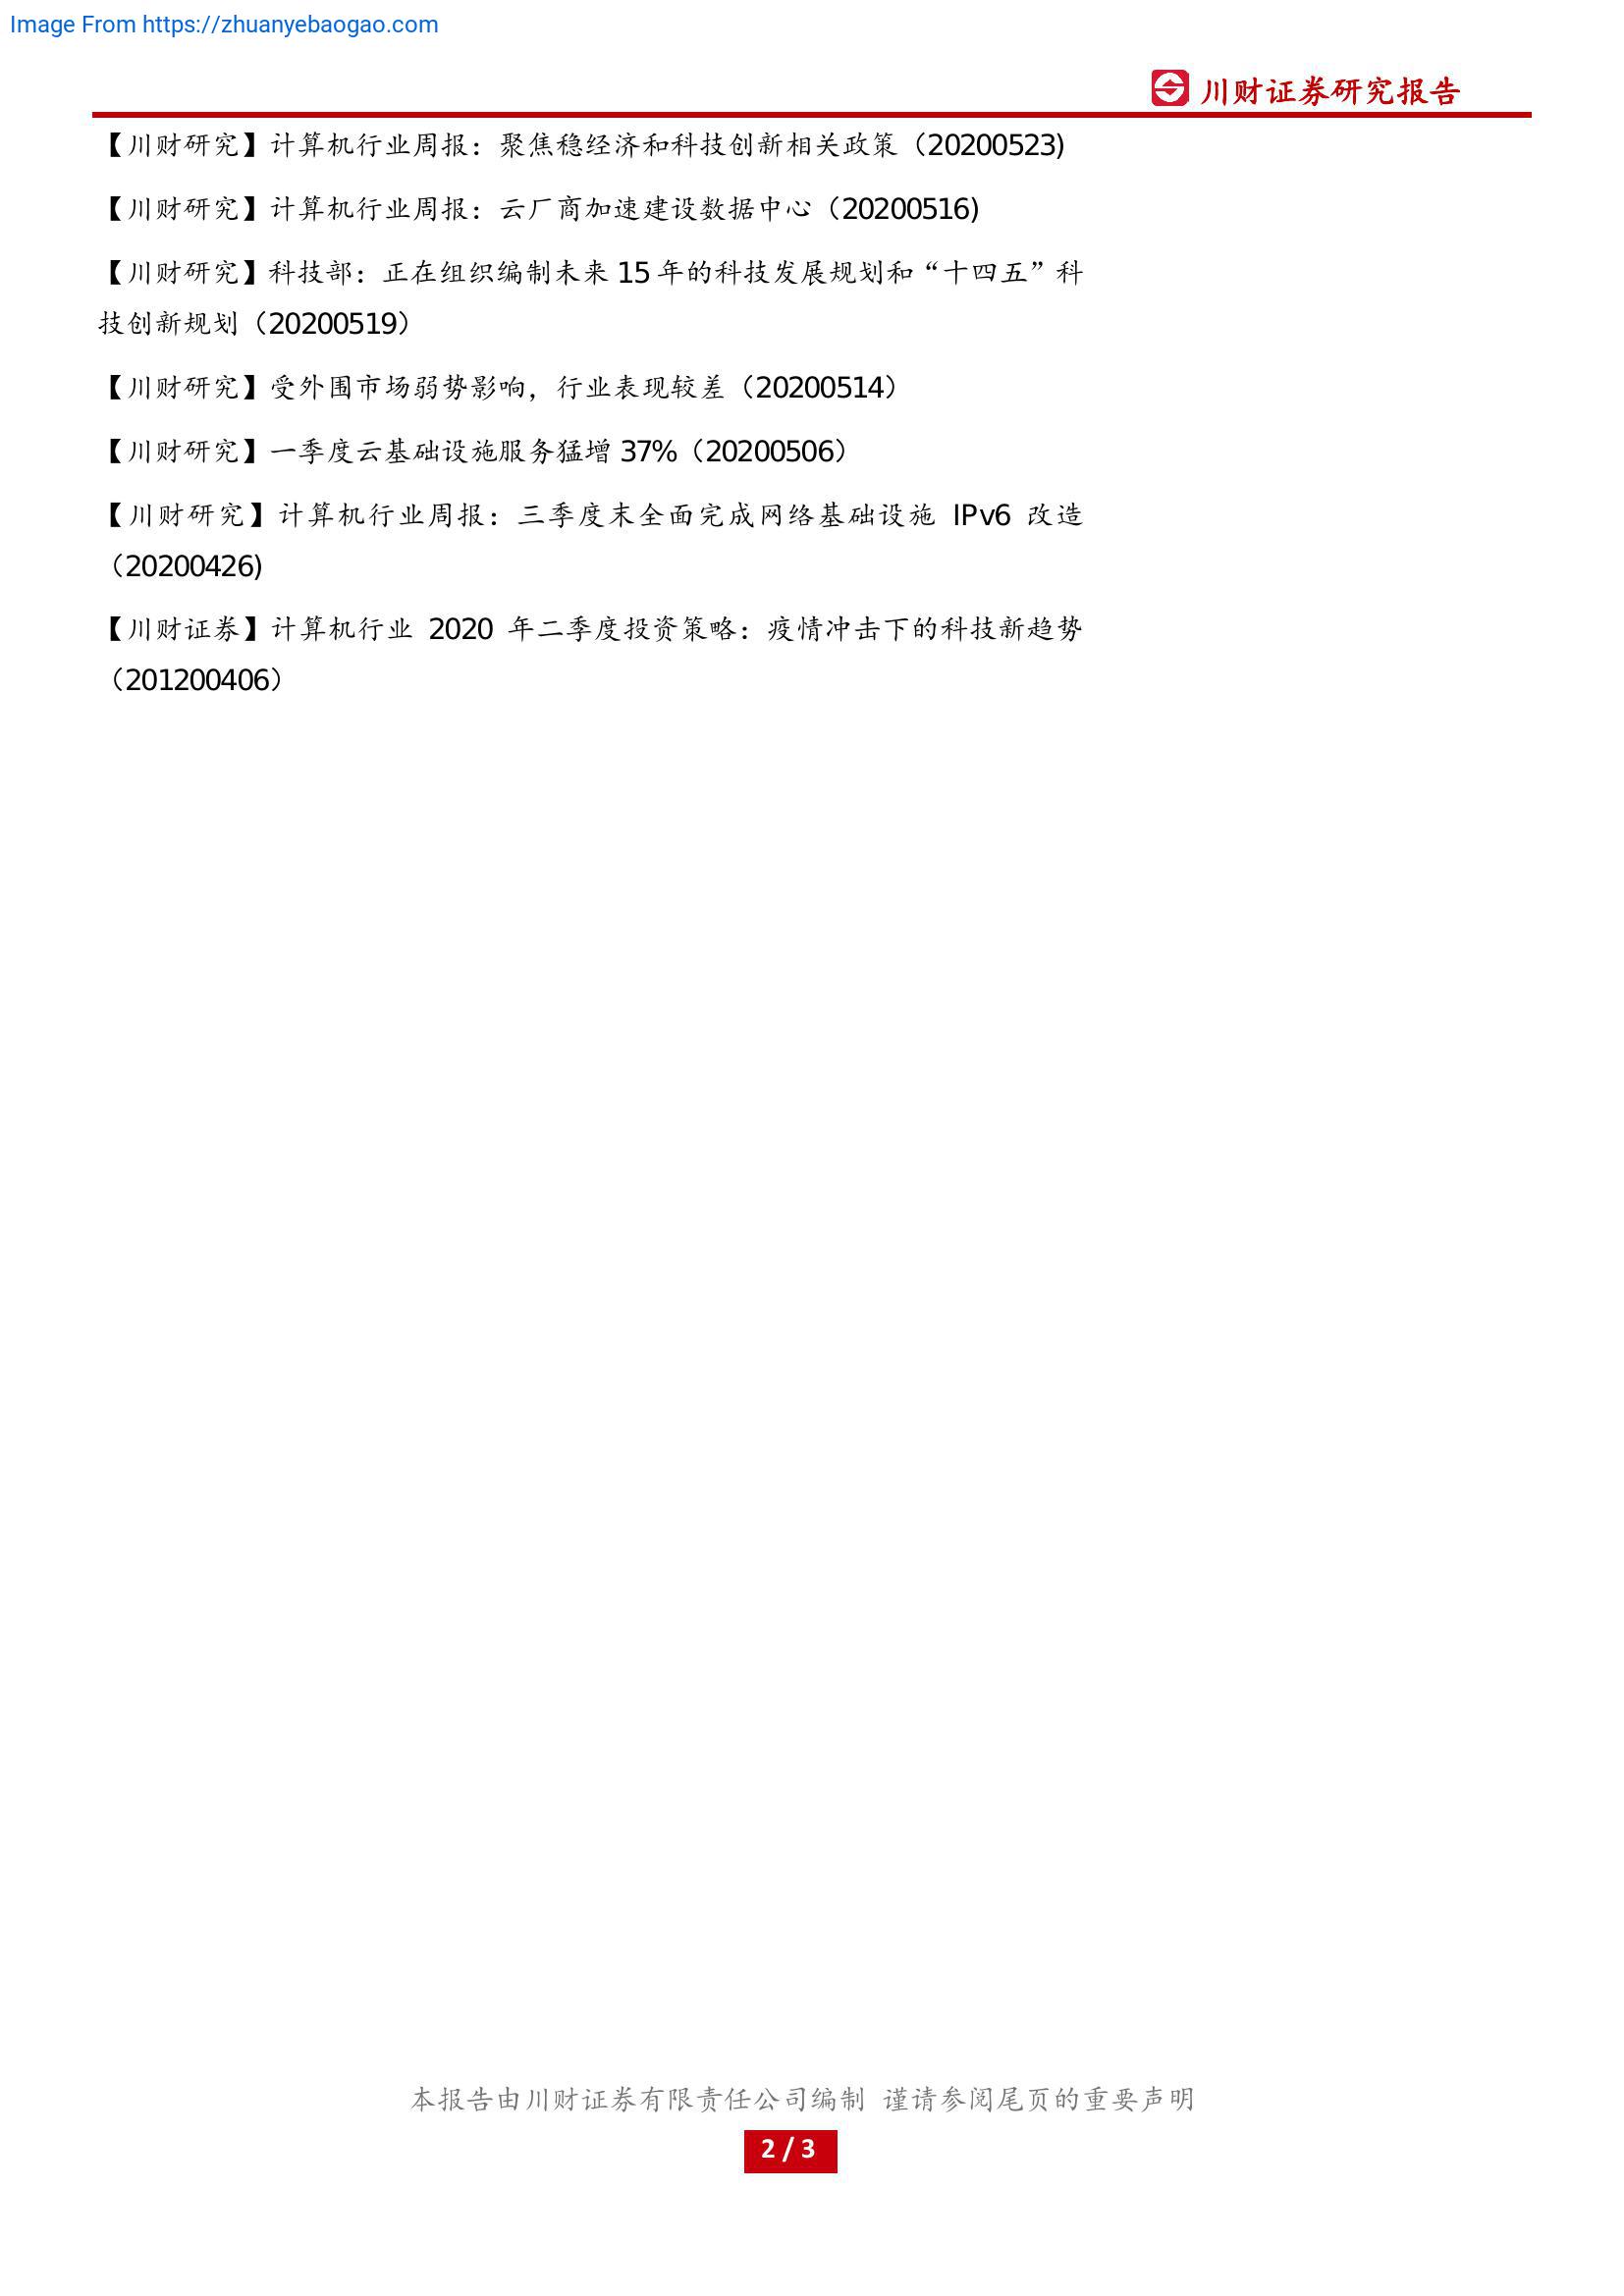 Image From https://zhuanyebaogao.com
川财证券研究报告
【川财研究】计算机行业周报：聚焦稳经济和科技创新相关政策（20200523)
【川财研究】计算机行业周报：云厂商加速建设数据中心（20200516)
【川财研究】科技部：正在组织编制未来 15 年的科技发展规划和“十四五”科
技创新规划（20200519）
【川财研究】受外围市场弱势影响，行业表现较差（20200514）
【川财研究】一季度云基础设施服务猛增 37%（20200506）
【川财研究】计算机行业周报：三季度末全面完成网络基础设施 IPv6 改造
（20200426)
【川财证券】计算机行业 2020 年二季度投资策略：疫情冲击下的科技新趋势
（201200406）
本报告由川财证券有限责任公司编制 谨请参阅尾页的重要声明
2 / 3